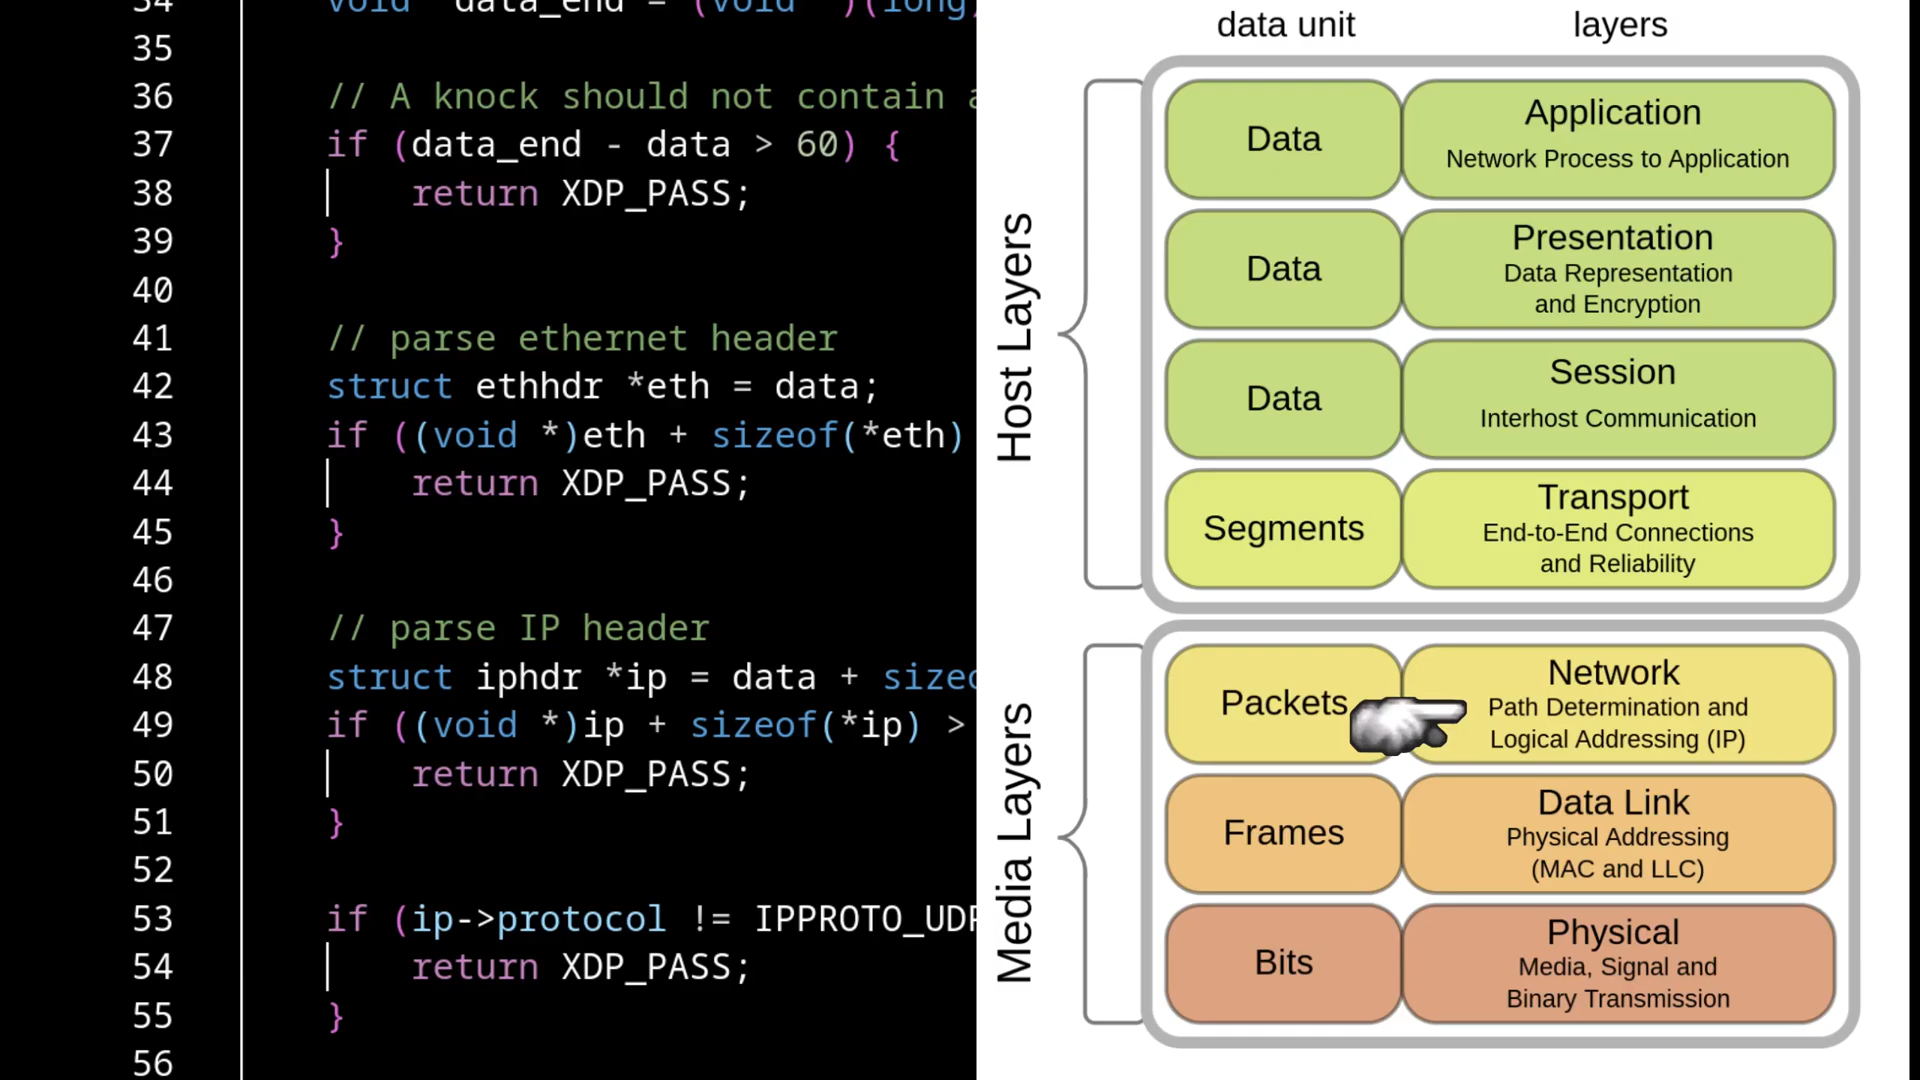 34 void *data_end = (void *)(long)
35
36 // A knock should not contain a
37 if (data_end - data > 60) {
38 return XDP_PASS;
39 }
40
41 // parse ethernet header
42 struct ethhdr *eth = data;
43 if ((void *)eth + sizeof(*eth)
44 return XDP_PASS;
45 }
46
47 // parse IP header
48 struct iphdr *ip = data +
49 if ((void *)ip + sizeof(*ip) >
50 return XDP_PASS;
51 }
52
53 if (ip->protocol != IPPROTO_UDP
54 return XDP_PASS;
55 }
56
data unit layers
Host Layers
Data
Application
Network Process to Application
Data
Presentation
Data Representation
and Encryption
Data
Session
Interhost Communication
Segments
Transport
End-to-End Connections
and Reliability
Media Layers
Packets
Network
Path Determination and
Logical Addressing (IP)
Frames
Data Link
Physical Addressing
(MAC and LLC)
Bits
Physical
Media, Signal and
Binary Transmission